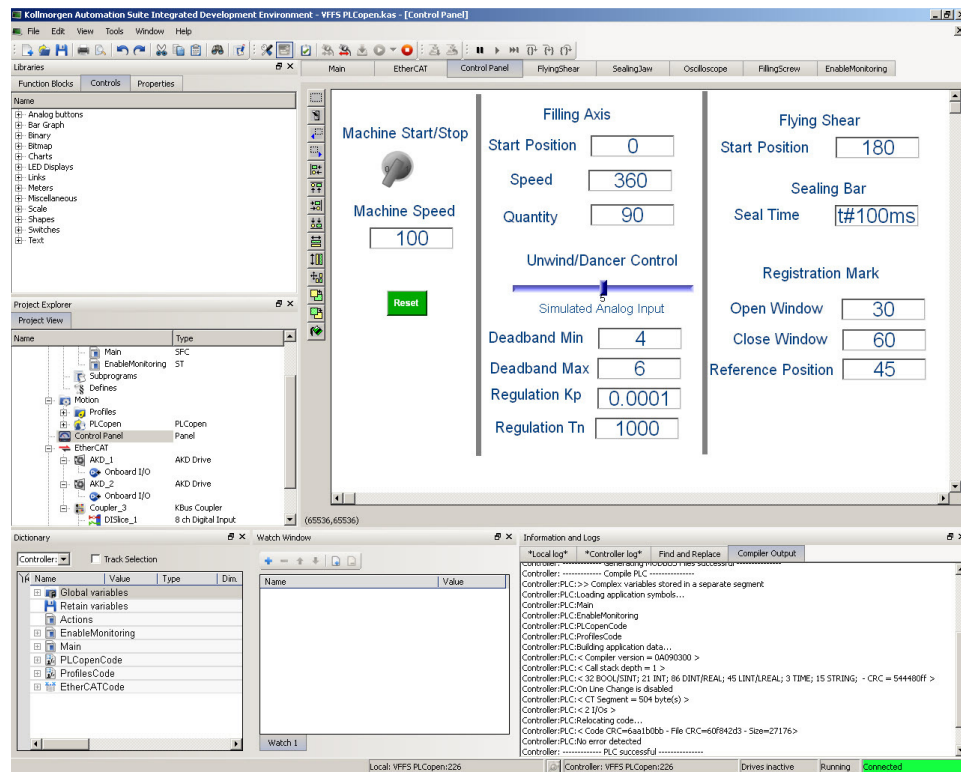 Kollmorgen Automation Suite Integrated Development Environment - VFFS PLCopen.kas - [Control Panel]
File Edit View Tools Window Help
Libraries
Function Blocks Controls Properties
Name
Analog buttons
Bar Graph
Binary
Bitmap
Charts
LED Displays
Links
Meters
Miscellaneous
Scale
Shapes
Switches
Text
Main EtherCAT Control Panel FlyingShear SealingJaw Oscilloscope FillingScrew EnableMonitoring
Machine Start/Stop
Machine Speed
100
Reset
Filling Axis
Start Position 0
Speed 360
Quantity 90
Unwind/Dancer Control
5
Simulated Analog Input
Deadband Min 4
Deadband Max 6
Regulation Kp 0.0001
Regulation Tn 1000
Flying Shear
Start Position 180
Sealing Bar
Seal Time t#100ms
Registration Mark
Open Window 30
Close Window 60
Reference Position 45
(65536,65536)
Project Explorer
Project View
Name Type
Main SFC
EnableMonitoring ST
Subprograms
Defines
Motion
Profiles
PLCopen PLCopen
Control Panel Panel
EtherCAT
AKD_1 AKD Drive
Onboard I/O
AKD_2 AKD Drive
Onboard I/O
Coupler_3 KBus Coupler
DISlice_1 8 ch Digital Input
Dictionary
Controller: Track Selection
Name Value Type Dim.
Global variables
Retain variables
Actions
EnableMonitoring
Main
PLCopenCode
ProfilesCode
EtherCATCode
Watch Window
Name Value
Watch 1
Information and Logs
*Local log* *Controller log* Find and Replace Compiler Output
Controller: ------------- Generating MODBUS Files successful ---------------
Controller: ------------- Compile PLC ---------------
Controller:PLC:>> Complex variables stored in a separate segment
Controller:PLC:Loading application symbols...
Controller:PLC:Main
Controller:PLC:EnableMonitoring
Controller:PLC:PLCopenCode
Controller:PLC:ProfilesCode
Controller:PLC:Building application data...
Controller:PLC:< Compiler version = 0A090300 >
Controller:PLC:< Call stack depth = 1 >
Controller:PLC:< 32 BOOL/SINT; 21 INT; 86 DINT/REAL; 45 LINT/LREAL; 3 TIME; 15 STRING; - CRC = 544480ff >
Controller:PLC:On Line Change is disabled
Controller:PLC:< CT Segment = 504 byte(s) >
Controller:PLC:< 2 I/Os >
Controller:PLC:Relocating code...
Controller:PLC:< Code CRC=6aa1b0bb - File CRC=60f842d3 - Size=27176>
Controller:PLC:No error detected
Controller: ------------- PLC successful ---------------
Local: VFFS PLCopen:226 Controller: VFFS PLCopen:226 Drives inactive Running Connected